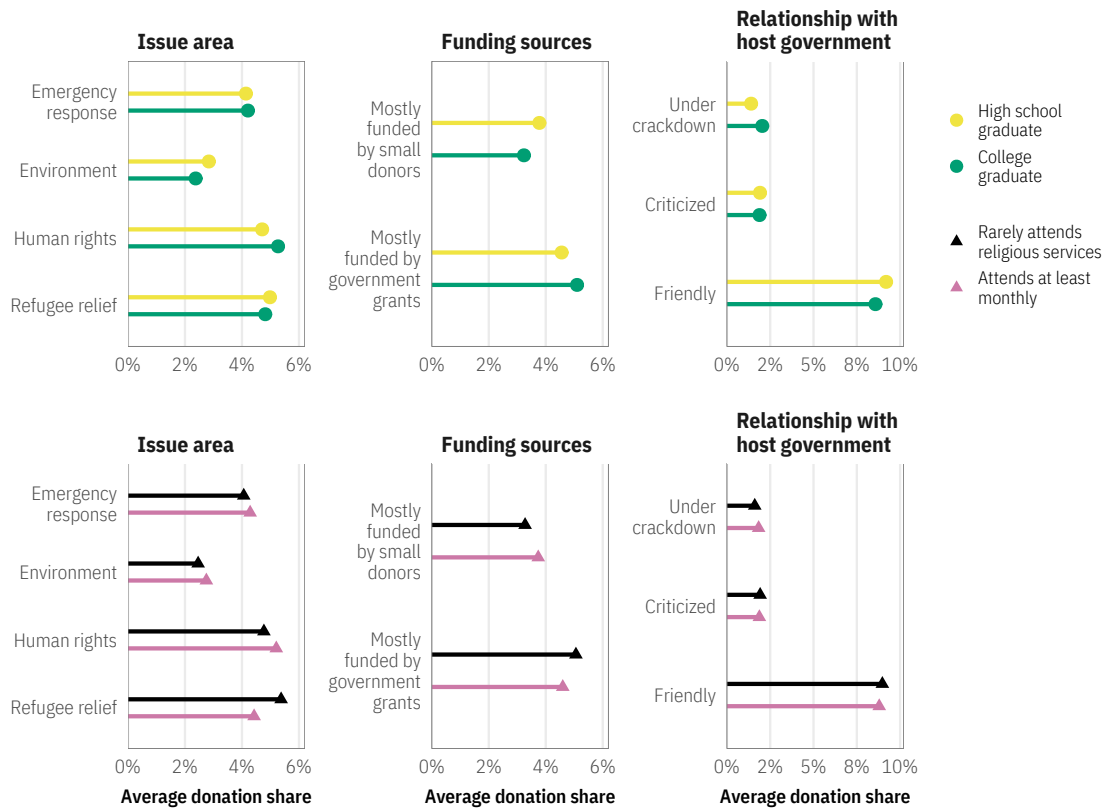 Issue area
Funding sources
Relationship with
host government
Emergency
response
Environment
Human rights
Refugee relief
0%
2%
4%
6%
Mostly
funded
by small
donors
Mostly
funded by
government
grants
0%
2%
4%
6%
Under
crackdown
Criticized
Friendly
0%
2%
5%
8%
10%
High school
graduate
College
graduate
Rarely attends
religious services
Attends at least
monthly
Issue area
Funding sources
Relationship with
host government
Emergency
response
Environment
Human rights
Refugee relief
0%
2%
4%
6%
Average donation share
Mostly
funded
by small
donors
Mostly
funded by
government
grants
0%
2%
4%
6%
Average donation share
Under
crackdown
Criticized
Friendly
0%
2%
5%
8%
10%
Average donation share